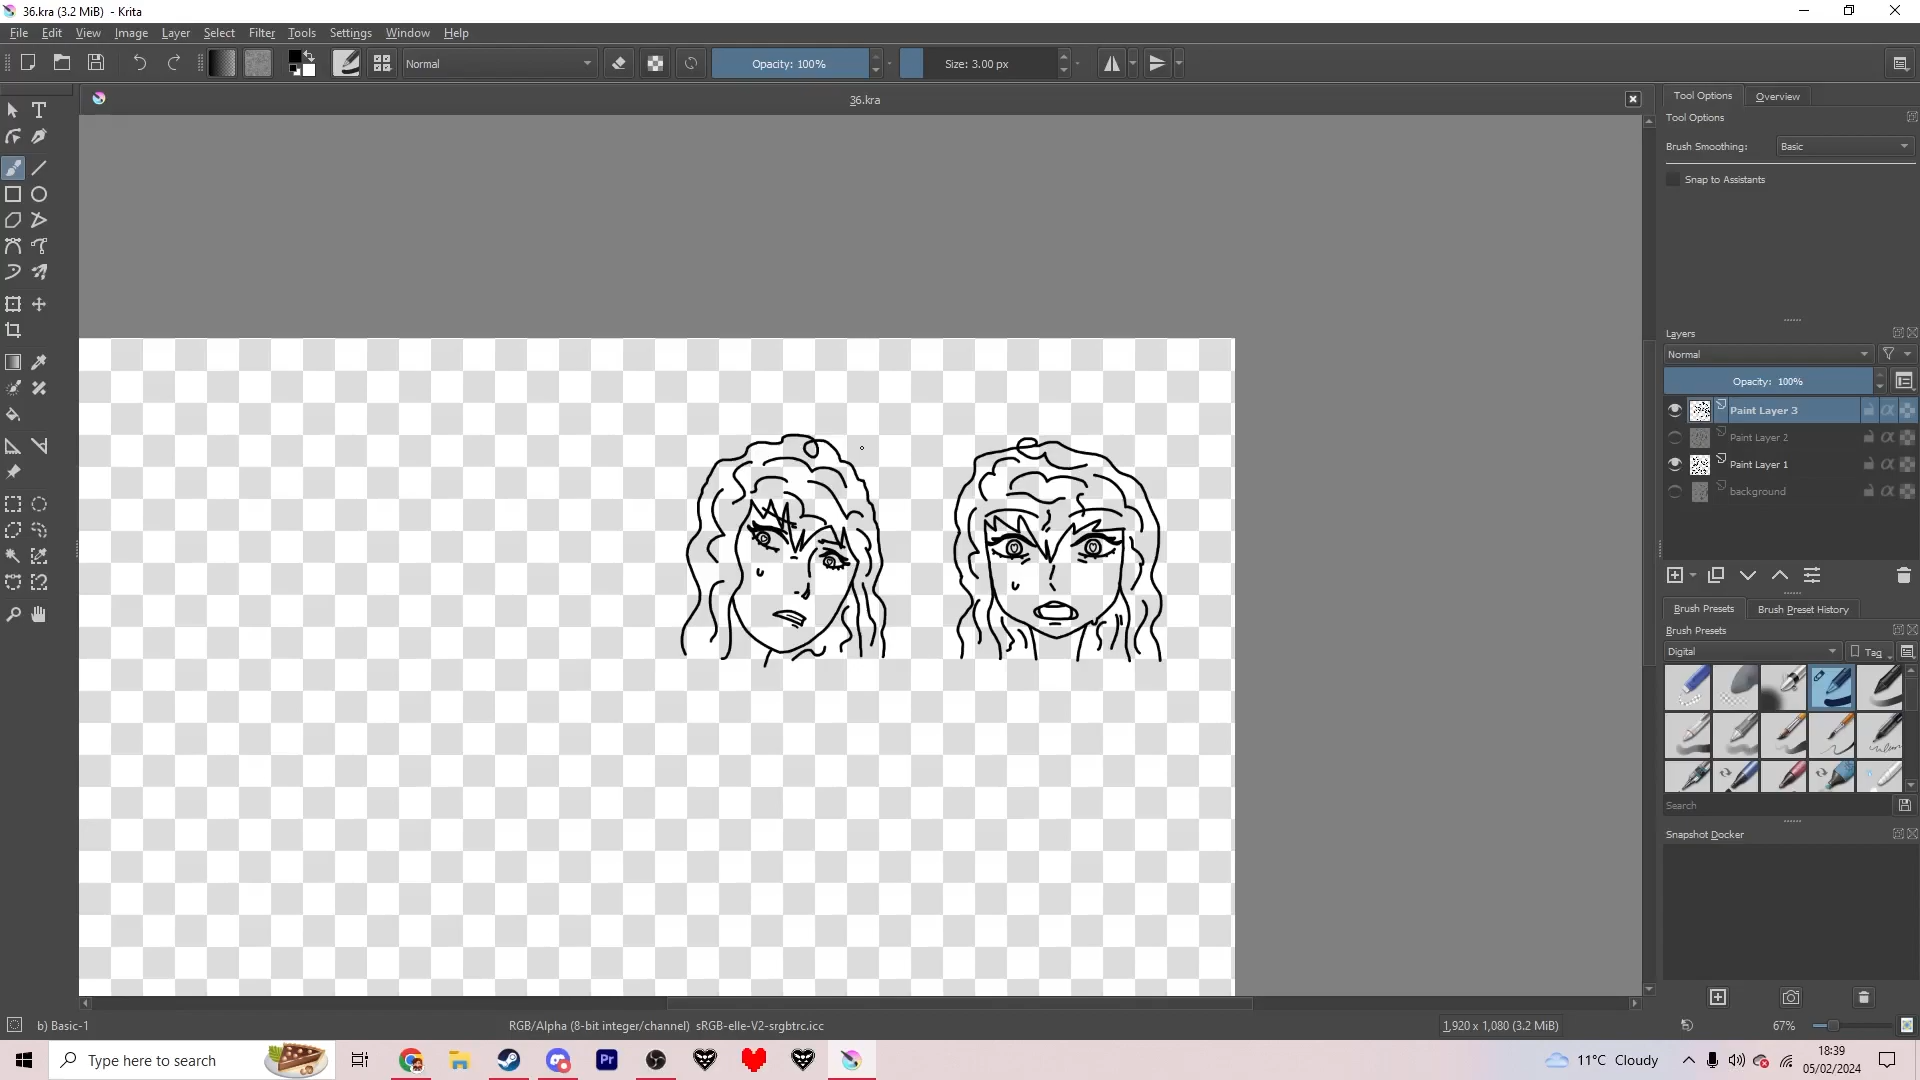 36.kra (3.2 MiB) - Krita
File Edit View Image Layer Select Filter Tools Settings Window Help
Normal
Opacity: 100%
Size: 3.00 px
36.kra
Tool Options Overview
Tool Options
Brush Smoothing: Basic
Snap to Assistants
Layers
Normal
Opacity: 100%
Paint Layer 3
Paint Layer 2
Paint Layer 1
background
Brush Presets Brush Preset History
Brush Presets
Digital Tag
Search
Snapshot Docker
b) Basic-1
RGB/Alpha (8-bit integer/channel) sRGB-elle-V2-srgbtrc.icc
1,920 x 1,080 (3.2 MiB)
67%
Type here to search
Pr
11°C Cloudy
18:39
05/02/2024